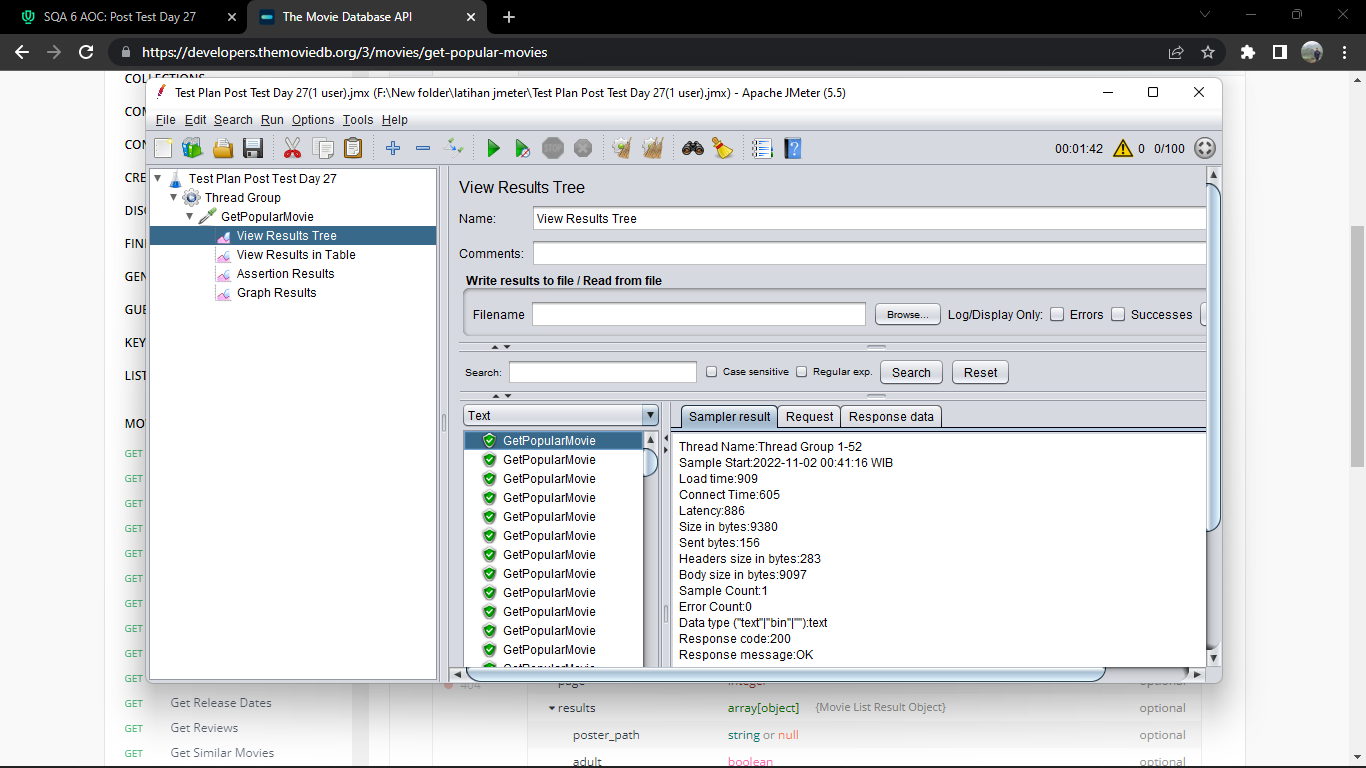 SQA 6 AOC: Post Test Day 27
The Movie Database API
https://developers.themoviedb.org/3/movies/get-popular-movies
COLLECTIONS
Test Plan Post Test Day 27(1 user).jmx (F:\New folder\latihan jmeter\Test Plan Post Test Day 27(1 user).jmx) - Apache JMeter (5.5)
File Edit Search Run Options Tools Help
00:01:42 0 0/100
Test Plan Post Test Day 27
Thread Group
GetPopularMovie
View Results Tree
View Results in Table
Assertion Results
Graph Results
View Results Tree
Name: View Results Tree
Comments:
Write results to file / Read from file
Filename Browse... Log/Display Only: Errors Successes
Search: Case sensitive Regular exp. Search Reset
Text
GetPopularMovie
GetPopularMovie
GetPopularMovie
GetPopularMovie
GetPopularMovie
GetPopularMovie
GetPopularMovie
GetPopularMovie
GetPopularMovie
GetPopularMovie
GetPopularMovie
GetPopularMovie
GetPopularMovie
Sampler result Request Response data
Thread Name:Thread Group 1-52
Sample Start:2022-11-02 00:41:16 WIB
Load time:909
Connect Time:605
Latency:886
Size in bytes:9380
Sent bytes:156
Headers size in bytes:283
Body size in bytes:9097
Sample Count:1
Error Count:0
Data type ("text"|"bin"|""):text
Response code:200
Response message:OK
COM
CON
CRE
DISC
FIN
GEN
GUE
KEY
LIST
MO
GET
GET
GET
GET
GET
GET
GET
GET
GET
GET
GET Get Release Dates
GET Get Reviews
GET Get Similar Movies
404
page integer optional
results array[object] {Movie List Result Object} optional
poster_path string or null optional
adult boolean optional